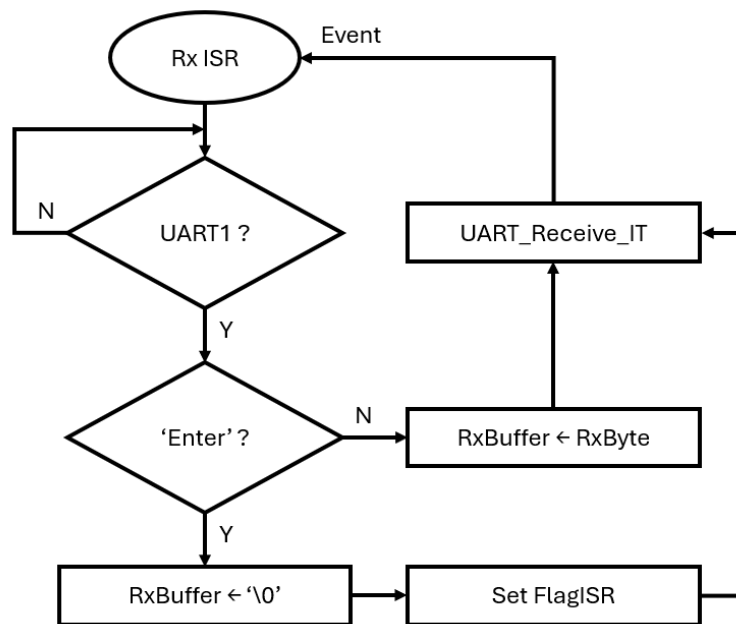 Rx ISR
Event
UART1 ?
N
UART_Receive_IT
Y
‘Enter’ ?
N
RxBuffer ← RxByte
Y
RxBuffer ← ‘\0’
Set FlagISR